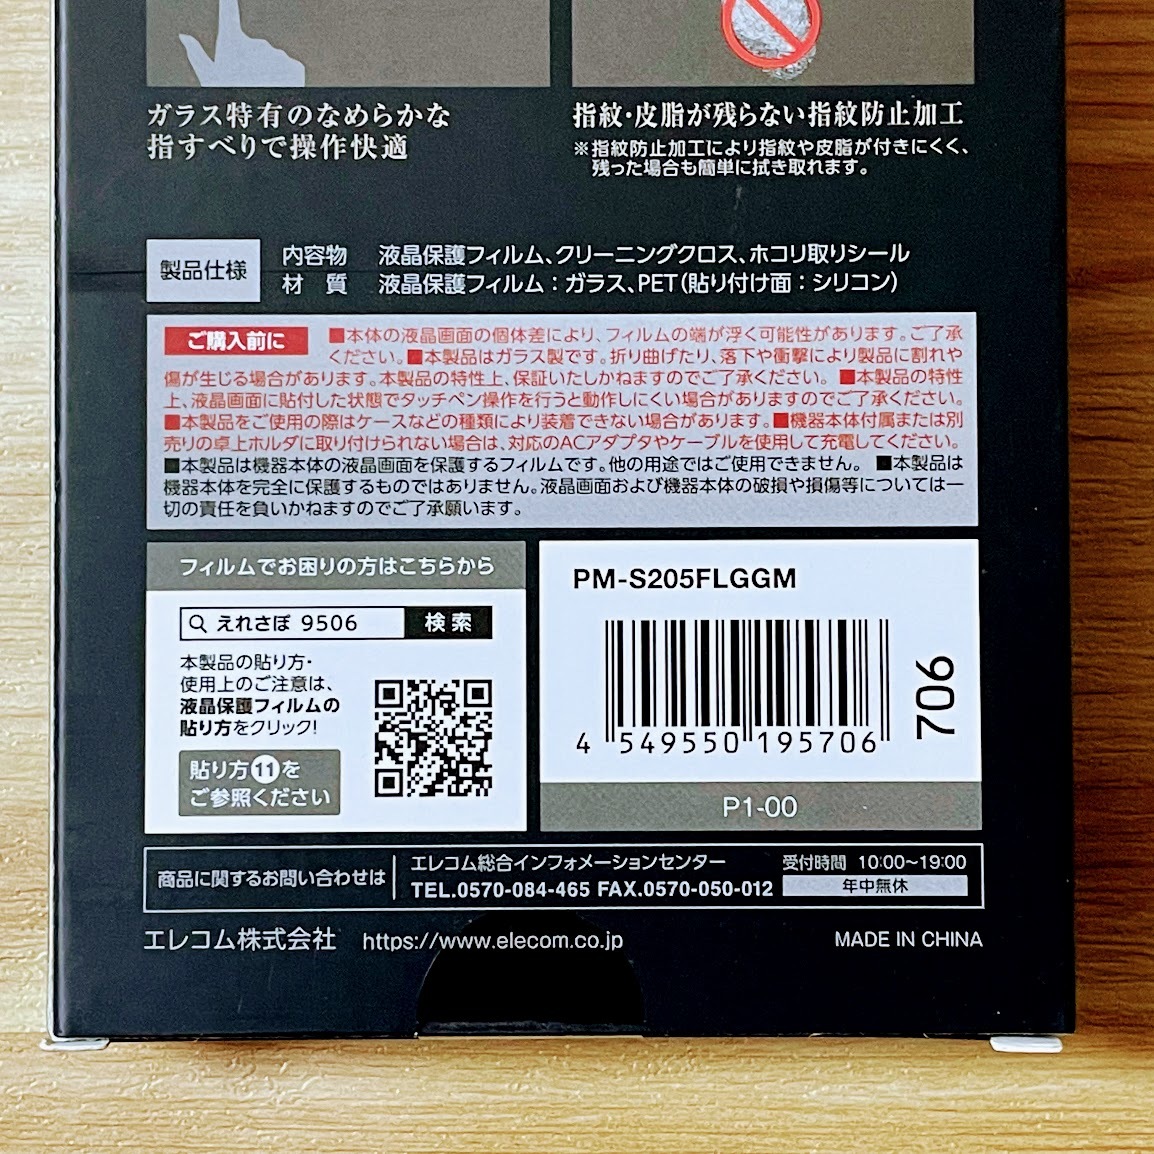 ガラス特有のなめらかな
指すべりで操作快適
指紋・皮脂が残らない指紋防止加工
※指紋防止加工により指紋や皮脂が付きにくく、
残った場合も簡単に拭き取れます。
製品仕様
内容物 液晶保護フィルム、クリーニングクロス、ホコリ取りシール
材 質 液晶保護フィルム：ガラス、PET（貼り付け面：シリコン）
ご購入前に ■本体の液晶画面の個体差により、フィルムの端が浮く可能性があります。ご了承
ください。■本製品はガラス製です。折り曲げたり、落下や衝撃により製品に割れや
傷が生じる場合があります。本製品の特性上、保証いたしかねますのでご了承ください。 ■本製品の特性
上、液晶画面に貼付した状態でタッチペン操作を行うと動作しにくい場合がありますのでご了承ください。
■本製品をご使用の際はケースなどの種類により装着できない場合があります。■機器本体付属または別
売りの卓上ホルダに取り付けられない場合は、対応のACアダプタやケーブルを使用して充電してください。
■本製品は機器本体の液晶画面を保護するフィルムです。他の用途ではご使用できません。 ■本製品は
機器本体を完全に保護するものではありません。液晶画面および機器本体の破損や損傷等については一
切の責任を負いかねますのでご了承願います。
フィルムでお困りの方はこちらから
えれさぽ 9506 検索
本製品の貼り方・
使用上のご注意は、
液晶保護フィルムの
貼り方をクリック!
貼り方⑪を
ご参照ください
PM-S205FLGGM
4 549550 195706
706
P1-00
商品に関するお問い合わせは
エレコム総合インフォメーションセンター
TEL.0570-084-465 FAX.0570-050-012
受付時間 10:00~19:00
年中無休
エレコム株式会社 https://www.elecom.co.jp
MADE IN CHINA